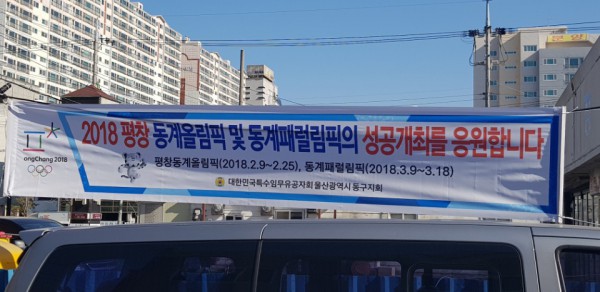 2018 평창 동계올림픽 및 동계패럴림픽의 성공개최를 응원합니다
ongChang 2018
평창동계올림픽(2018.2.9~2.25), 동계패럴림픽(2018.3.9~3.18)
대한민국특수임무유공자회 울산광역시 동구지회